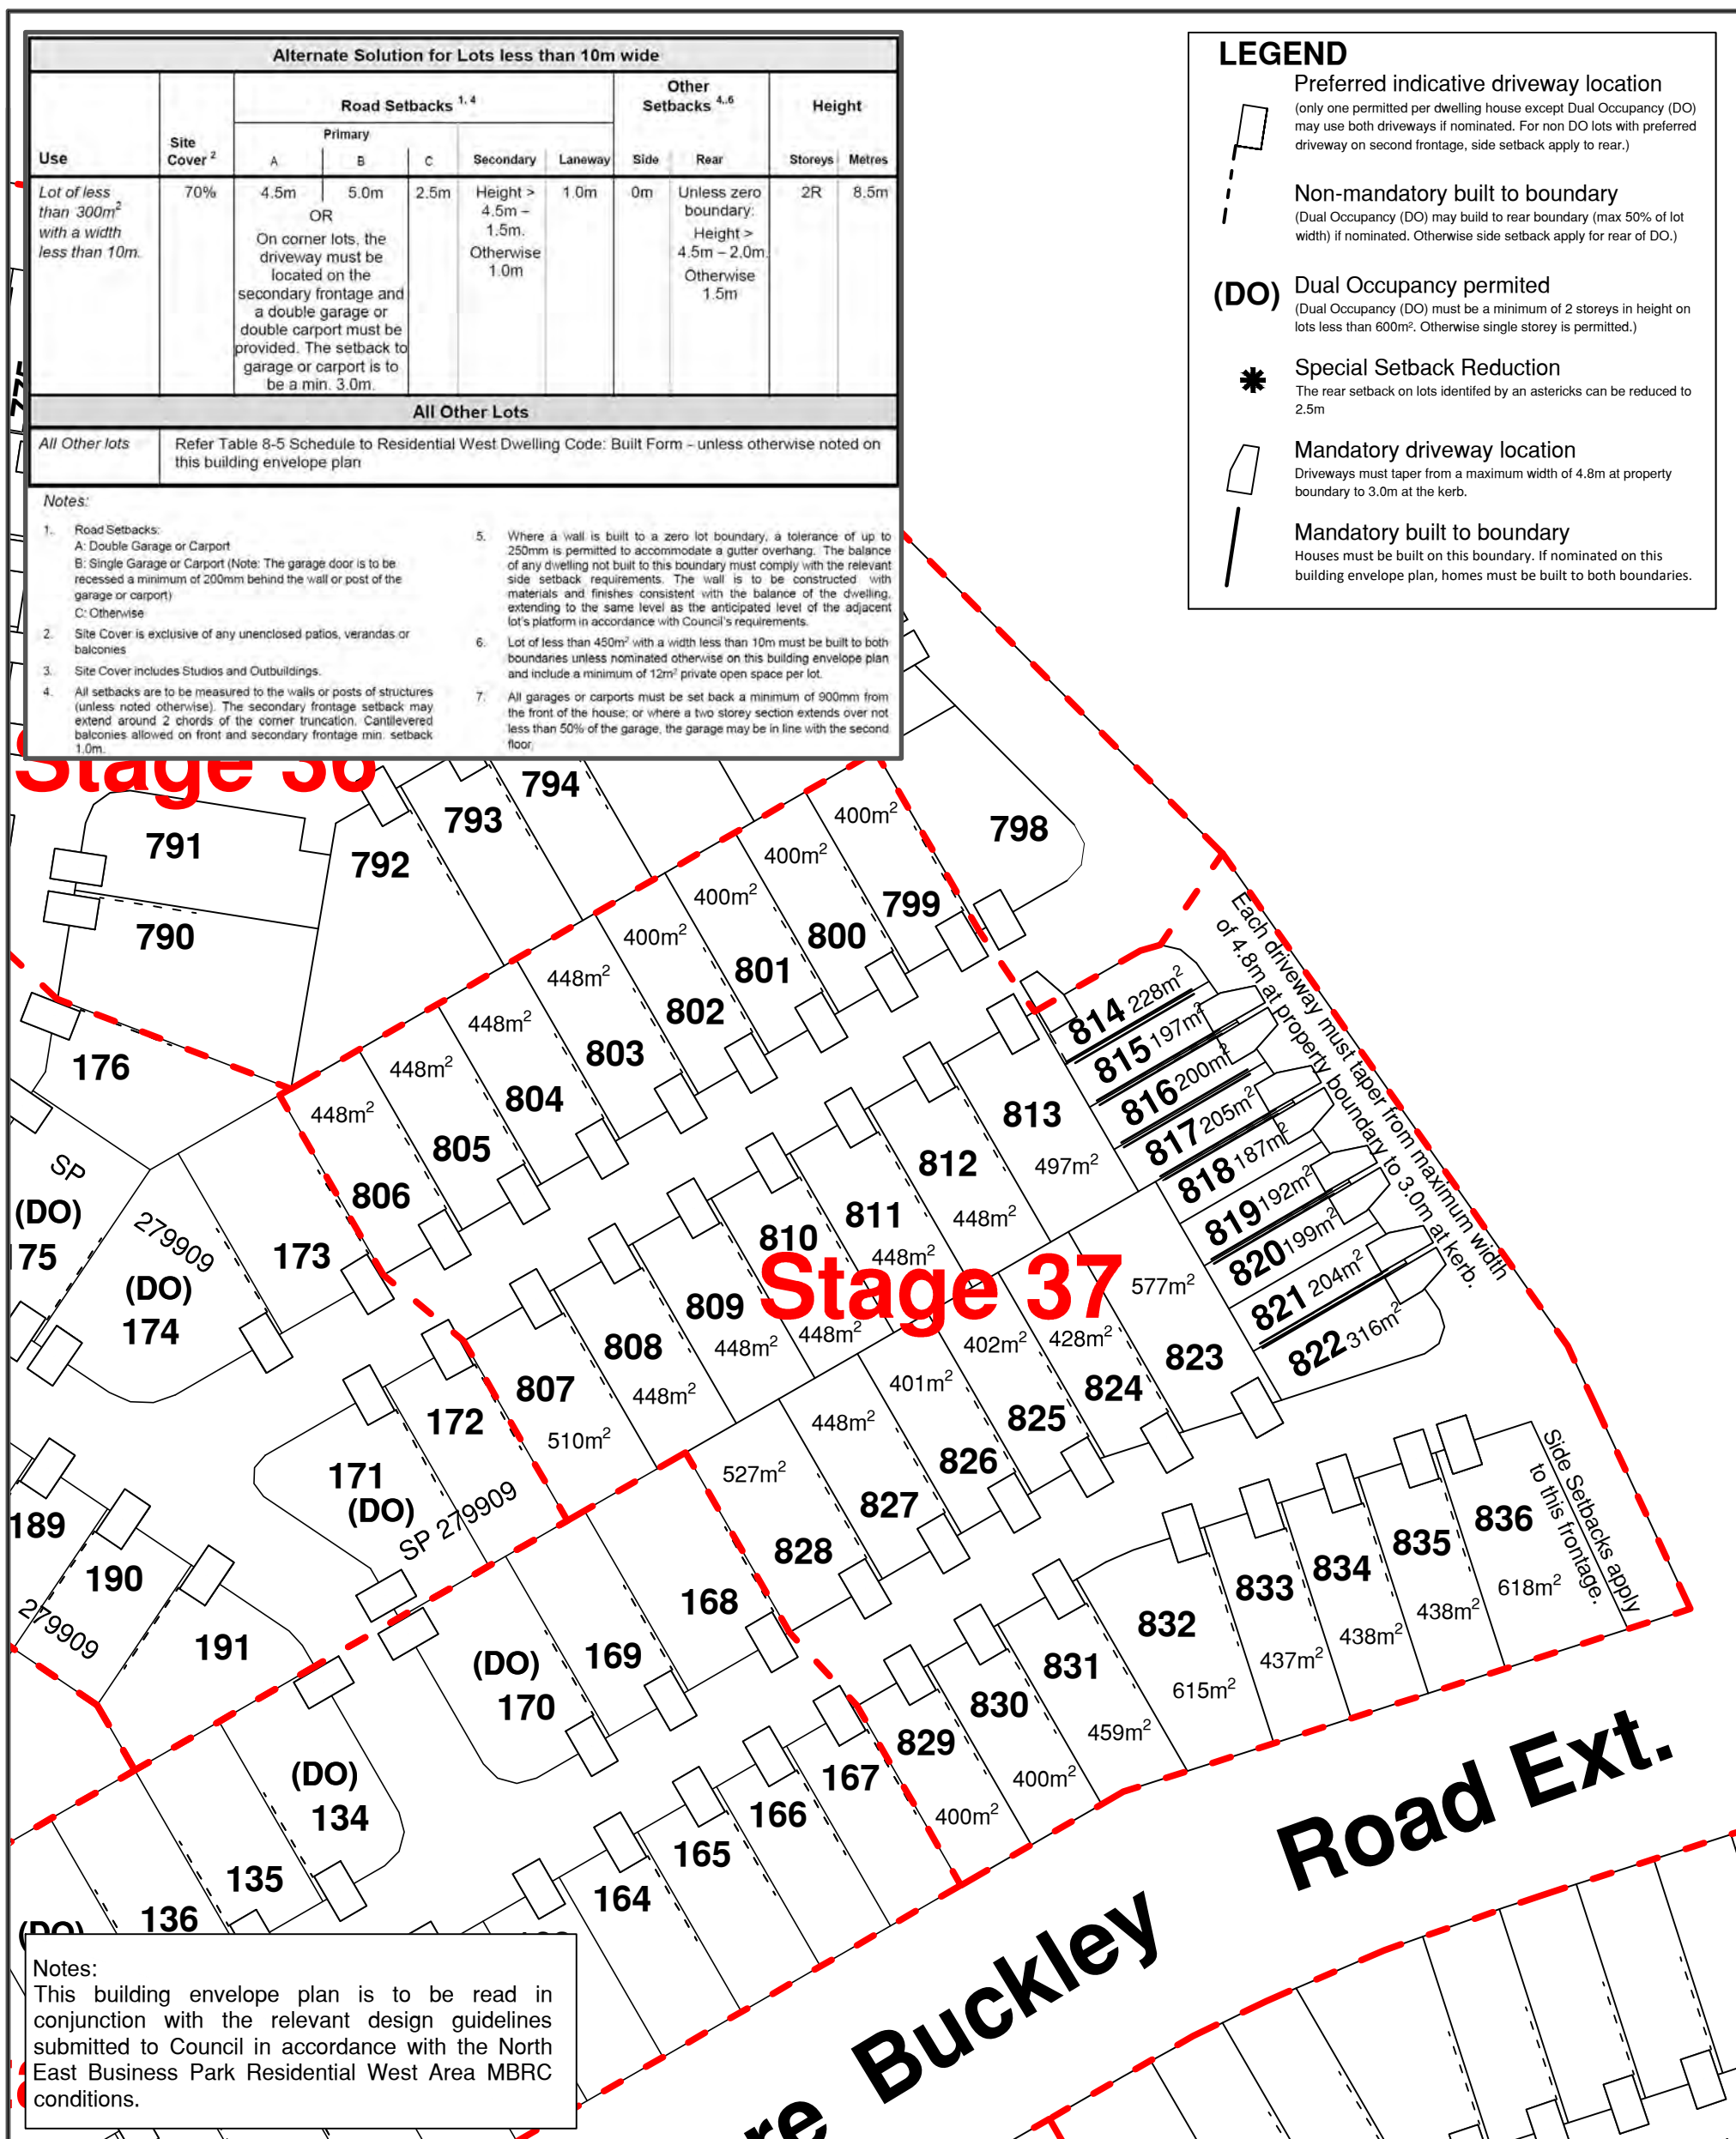 Alternate Solution for Lots less than 10m wide
Use
Site Cover 2
Road Setbacks 1, 4
Other Setbacks 4..6
Height
Primary
A
B
C
Secondary
Laneway
Side
Rear
Storeys
Metres
Lot of less
than 300m2
with a width
less than 10m.
70%
4.5m
5.0m
OR
On corner lots, the
driveway must be
located on the
secondary frontage and
a double garage or
double carport must be
provided. The setback to
garage or carport is to
be a min. 3.0m.
2.5m
Height >
4.5m –
1.5m.
Otherwise
1.0m
1.0m
0m
Unless zero
boundary:
Height >
4.5m – 2.0m.
Otherwise
1.5m
2R
8.5m
All Other Lots
All Other lots
Refer Table 8-5 Schedule to Residential West Dwelling Code: Built Form - unless otherwise noted on
this building envelope plan
Notes:
1. Road Setbacks:
A: Double Garage or Carport
B: Single Garage or Carport (Note: The garage door is to be
recessed a minimum of 200mm behind the wall or post of the
garage or carport)
C: Otherwise
2. Site Cover is exclusive of any unenclosed patios, verandas or
balconies
3. Site Cover includes Studios and Outbuildings.
4. All setbacks are to be measured to the walls or posts of structures
(unless noted otherwise). The secondary frontage setback may
extend around 2 chords of the corner truncation. Cantilevered
balconies allowed on front and secondary frontage min. setback
1.0m.
5. Where a wall is built to a zero lot boundary, a tolerance of up to
250mm is permitted to accommodate a gutter overhang. The balance
of any dwelling not built to this boundary must comply with the relevant
side setback requirements. The wall is to be constructed with
materials and finishes consistent with the balance of the dwelling,
extending to the same level as the anticipated level of the adjacent
lot's platform in accordance with Council's requirements.
6. Lot of less than 450m2 with a width less than 10m must be built to both
boundaries unless nominated otherwise on this building envelope plan
and include a minimum of 12m2 private open space per lot.
7. All garages or carports must be set back a minimum of 900mm from
the front of the house; or where a two storey section extends over not
less than 50% of the garage, the garage may be in line with the second
floor.
LEGEND
Preferred indicative driveway location
(only one permitted per dwelling house except Dual Occupancy (DO)
may use both driveways if nominated. For non DO lots with preferred
driveway on second frontage, side setback apply to rear.)
Non-mandatory built to boundary
(Dual Occupancy (DO) may build to rear boundary (max 50% of lot
width) if nominated. Otherwise side setback apply for rear of DO.)
(DO) Dual Occupancy permited
(Dual Occupancy (DO) must be a minimum of 2 storeys in height on
lots less than 600m². Otherwise single storey is permitted.)
Special Setback Reduction
The rear setback on lots identifed by an astericks can be reduced to
2.5m
Mandatory driveway location
Driveways must taper from a maximum width of 4.8m at property
boundary to 3.0m at the kerb.
Mandatory built to boundary
Houses must be built on this boundary. If nominated on this
building envelope plan, homes must be built to both boundaries.
Stage 36
791
790
792
793
794
798
799
400m2
800
400m2
801
400m2
802
400m2
803
448m2
804
448m2
805
448m2
806
448m2
176
SP
279909
(DO)
175
(DO)
174
173
172
171
(DO)
SP 279909
Stage 37
807
510m2
808
448m2
809
448m2
810
448m2
811
448m2
812
448m2
813
497m2
814 228m2
815 197m2
816 200m2
817 205m2
818 187m2
819 192m2
820 199m2
821 204m2
822 316m2
Each driveway must taper from maximum width
of 4.8m at property boundary to 3.0m at kerb.
823
577m2
824
428m2
825
402m2
826
401m2
827
448m2
828
527m2
829
400m2
830
400m2
831
459m2
832
615m2
833
437m2
834
438m2
835
438m2
836
618m2
Side Setbacks apply
to this frontage.
189
190
279909
191
168
169
(DO)
170
167
166
165
164
(DO)
134
135
136
(DO)
Buckley Road Ext.
Notes:
This building envelope plan is to be read in
conjunction with the relevant design guidelines
submitted to Council in accordance with the North
East Business Park Residential West Area MBRC
conditions.